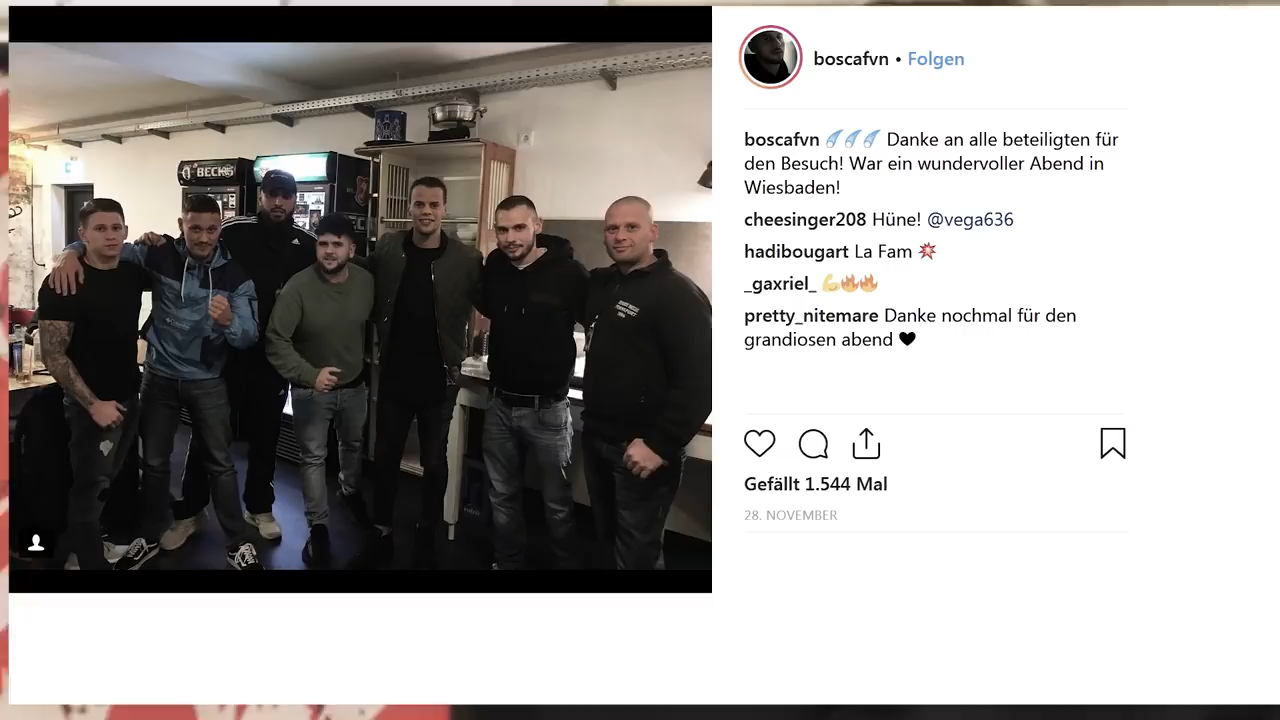 boscafvn • Folgen
boscafvn ☄️☄️☄️ Danke an alle beteiligten für
den Besuch! War ein wundervoller Abend in
Wiesbaden!
cheesinger208 Hüne! @vega636
hadibougart La Fam 💥
_gaxriel_ 💪🔥🔥
pretty_nitemare Danke nochmal für den
grandiosen abend 🖤
Gefällt 1.544 Mal
28. NOVEMBER
BECK'S